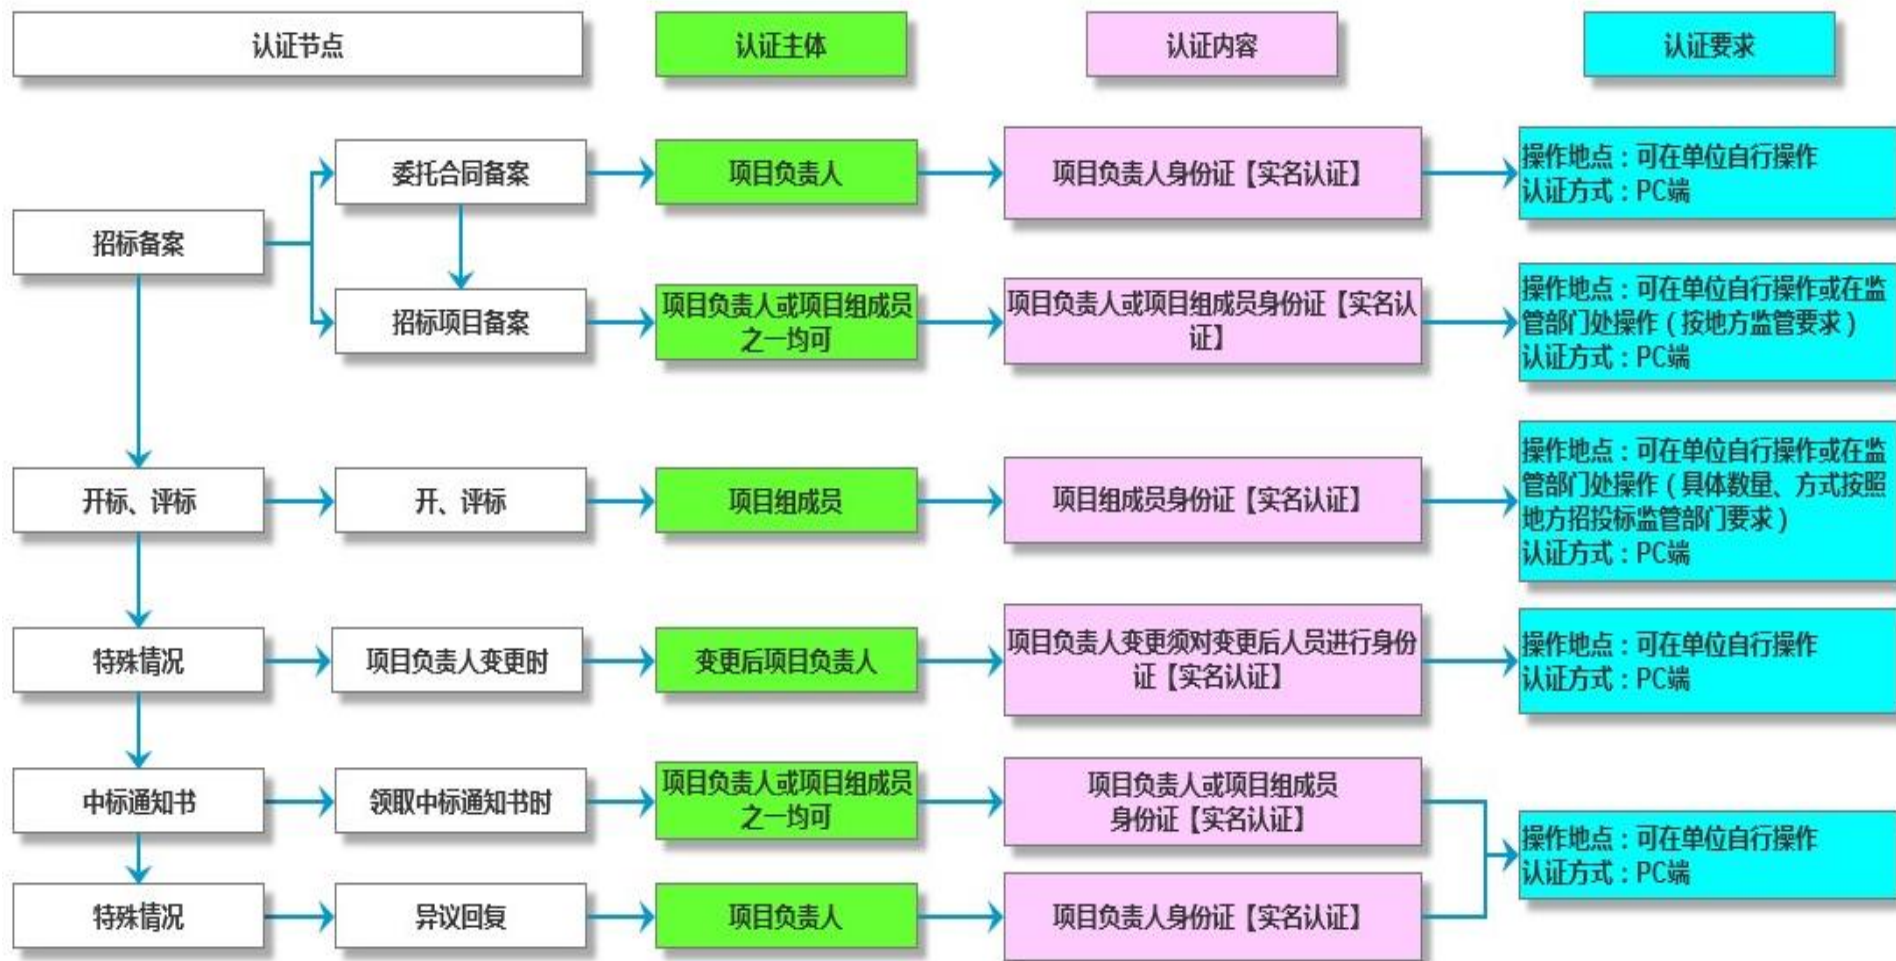 认证节点
认证主体
认证内容
认证要求
招标备案
委托合同备案
项目负责人
项目负责人身份证【实名认证】
操作地点：可在单位自行操作
认证方式：PC端
招标项目备案
项目负责人或项目组成员
之一均可
项目负责人或项目组成员身份证【实名认
证】
操作地点：可在单位自行操作或在监
管部门处操作（按地方监管要求）
认证方式：PC端
开标、评标
开、评标
项目组成员
项目组成员身份证【实名认证】
操作地点：可在单位自行操作或在监
管部门处操作（具体数量、方式按照
地方招投标监管部门要求）
认证方式：PC端
特殊情况
项目负责人变更时
变更后项目负责人
项目负责人变更须对变更后人员进行身份
证【实名认证】
操作地点：可在单位自行操作
认证方式：PC端
中标通知书
领取中标通知书时
项目负责人或项目组成员
之一均可
项目负责人或项目组成员
身份证【实名认证】
操作地点：可在单位自行操作
认证方式：PC端
特殊情况
异议回复
项目负责人
项目负责人身份证【实名认证】